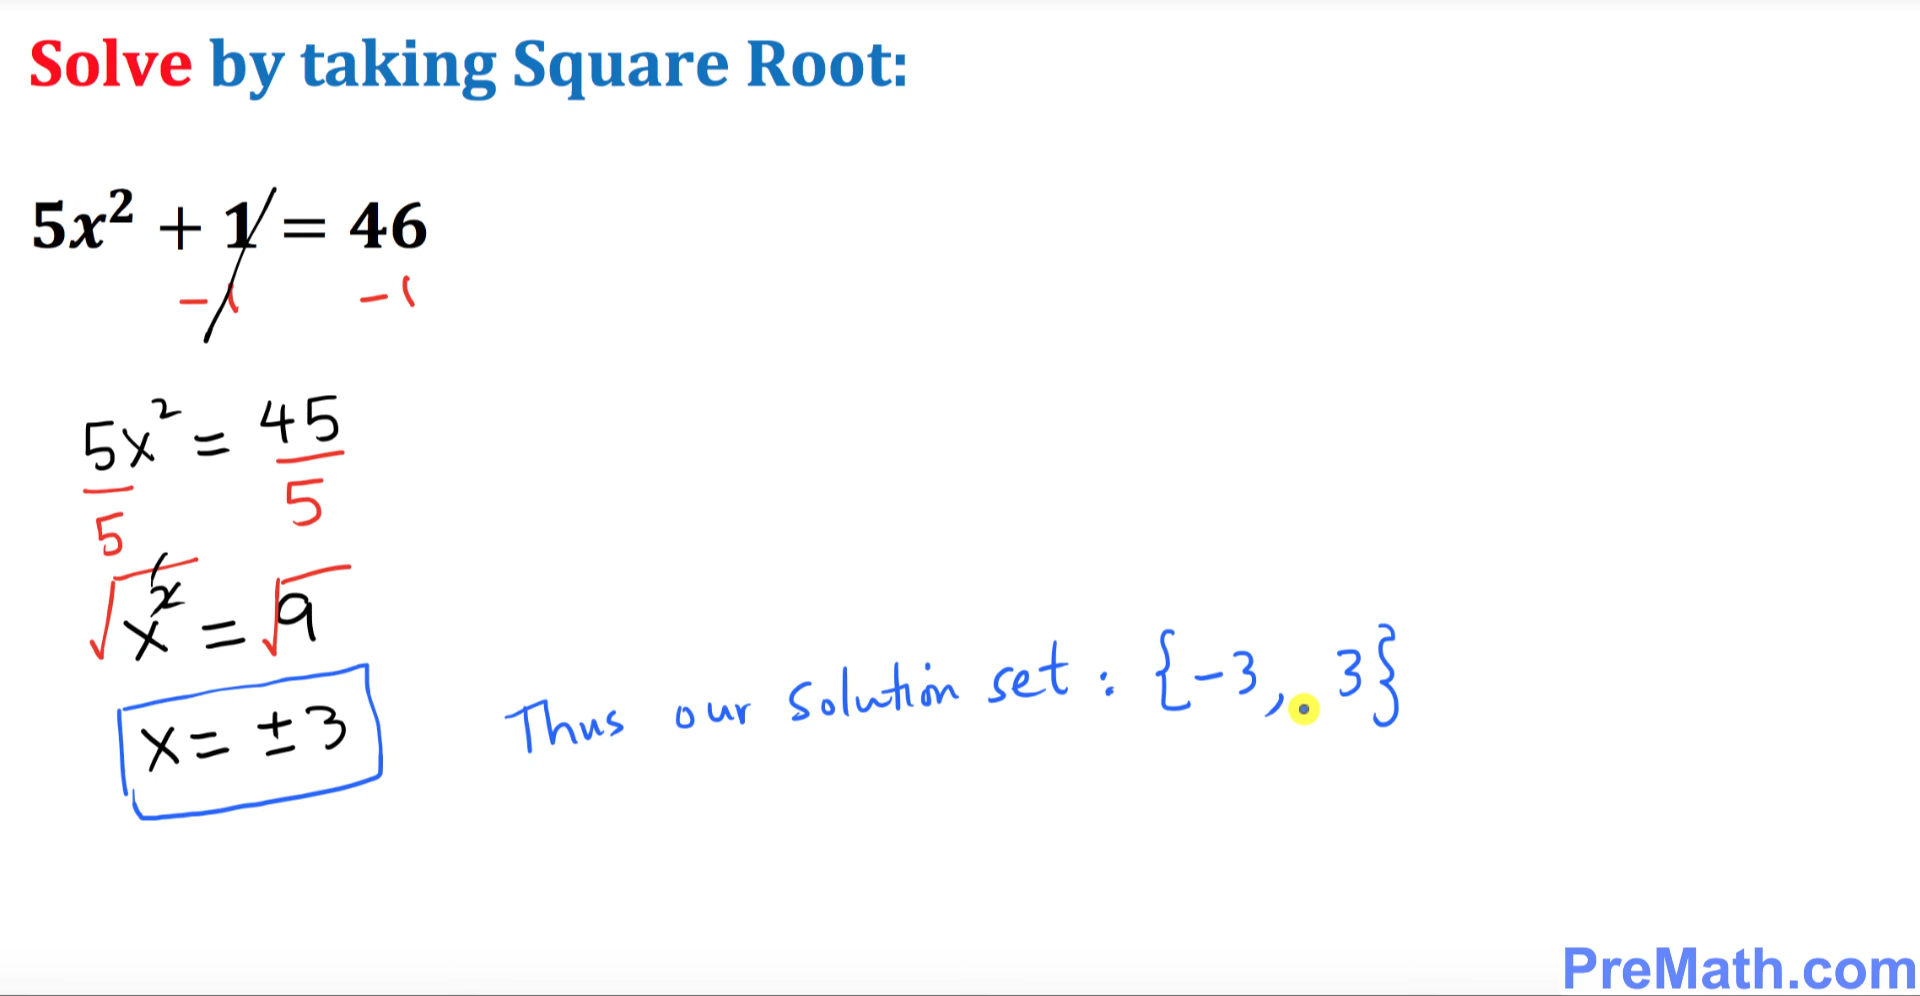 Solve by taking Square Root:
5x² + 1 = 46
-1 -1
5x² = 45
5 5
√x² = √9
x = ±3
Thus our solution set : {-3, 3}
PreMath.com